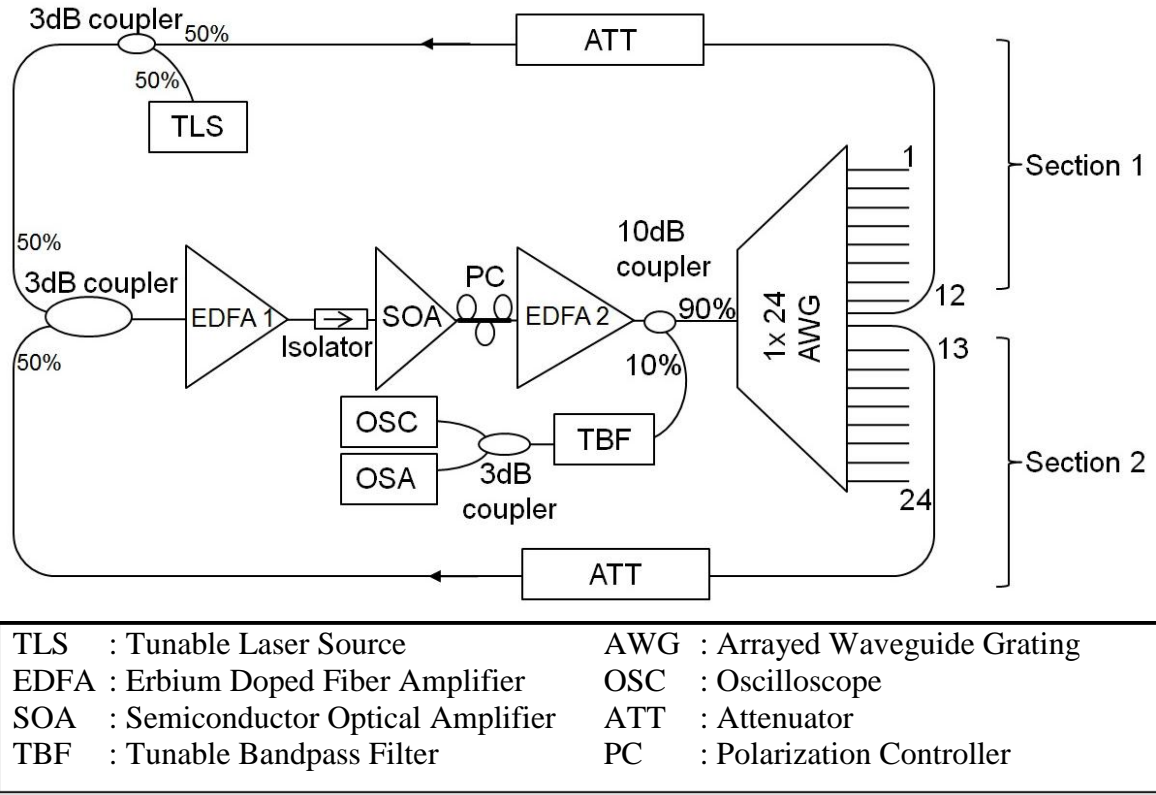 3dB coupler
50%
ATT
50%
TLS
Section 1
1
50%
3dB coupler
10dB
coupler
90%
12
EDFA 1
Isolator
SOA
PC
EDFA 2
1x 24
AWG
50%
10%
13
OSC
OSA
3dB
coupler
TBF
24
Section 2
ATT
TLS : Tunable Laser Source
EDFA : Erbium Doped Fiber Amplifier
SOA : Semiconductor Optical Amplifier
TBF : Tunable Bandpass Filter
AWG : Arrayed Waveguide Grating
OSC : Oscilloscope
ATT : Attenuator
PC : Polarization Controller